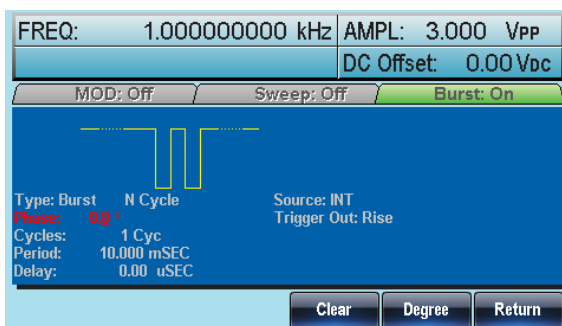 FREQ: 1.000000000 kHz AMPL: 3.000 VPP
DC Offset: 0.00 VDC
MOD: Off Sweep: Off Burst: On
Type: Burst N Cycle Source: INT
Phase: 0.0 ° Trigger Out: Rise
Cycles: 1 Cyc
Period: 10.000 mSEC
Delay: 0.00 uSEC
Clear Degree Return